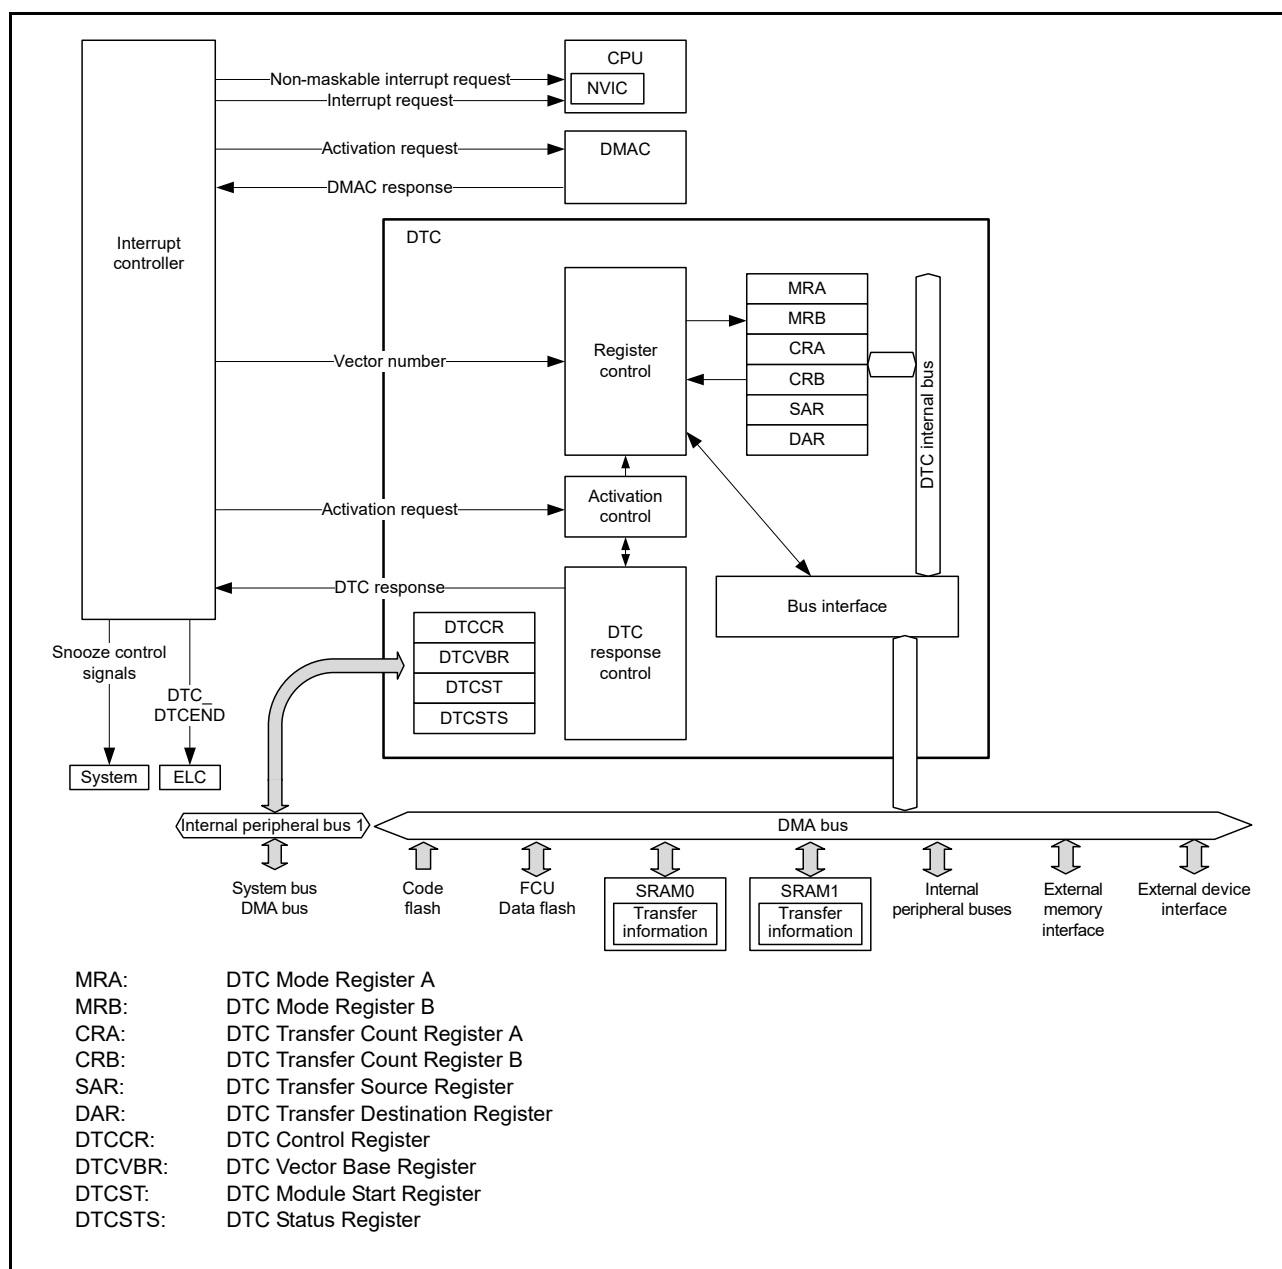 CPU
NVIC
Non-maskable interrupt request
Interrupt request
Activation request
DMAC
DMAC response
Interrupt
controller
DTC
MRA
MRB
CRA
CRB
SAR
DAR
Register
control
Vector number
DTC internal bus
Activation
control
Activation request
DTC response
Bus interface
DTCCR
DTCVBR
DTCST
DTCSTS
DTC
response
control
Snooze control
signals
DTC_
DTCEND
System
ELC
Internal peripheral bus 1
DMA bus
System bus
DMA bus
Code
flash
FCU
Data flash
SRAM0
Transfer
information
SRAM1
Transfer
information
Internal
peripheral buses
External
memory
interface
External device
interface
MRA: DTC Mode Register A
MRB: DTC Mode Register B
CRA: DTC Transfer Count Register A
CRB: DTC Transfer Count Register B
SAR: DTC Transfer Source Register
DAR: DTC Transfer Destination Register
DTCCR: DTC Control Register
DTCVBR: DTC Vector Base Register
DTCST: DTC Module Start Register
DTCSTS: DTC Status Register